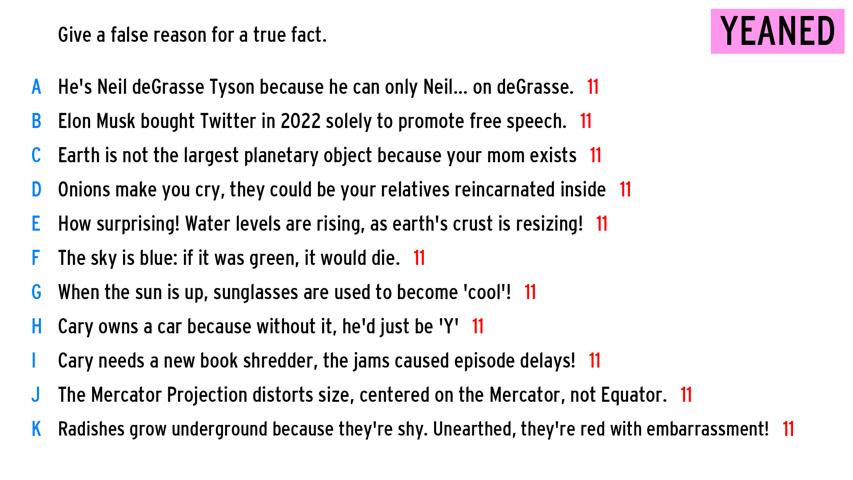 Give a false reason for a true fact.
YEANED
A He's Neil deGrasse Tyson because he can only Neil... on deGrasse. 11
B Elon Musk bought Twitter in 2022 solely to promote free speech. 11
C Earth is not the largest planetary object because your mom exists 11
D Onions make you cry, they could be your relatives reincarnated inside 11
E How surprising! Water levels are rising, as earth's crust is resizing! 11
F The sky is blue: if it was green, it would die. 11
G When the sun is up, sunglasses are used to become 'cool'! 11
H Cary owns a car because without it, he'd just be 'Y' 11
I Cary needs a new book shredder, the jams caused episode delays! 11
J The Mercator Projection distorts size, centered on the Mercator, not Equator. 11
K Radishes grow underground because they're shy. Unearthed, they're red with embarrassment! 11